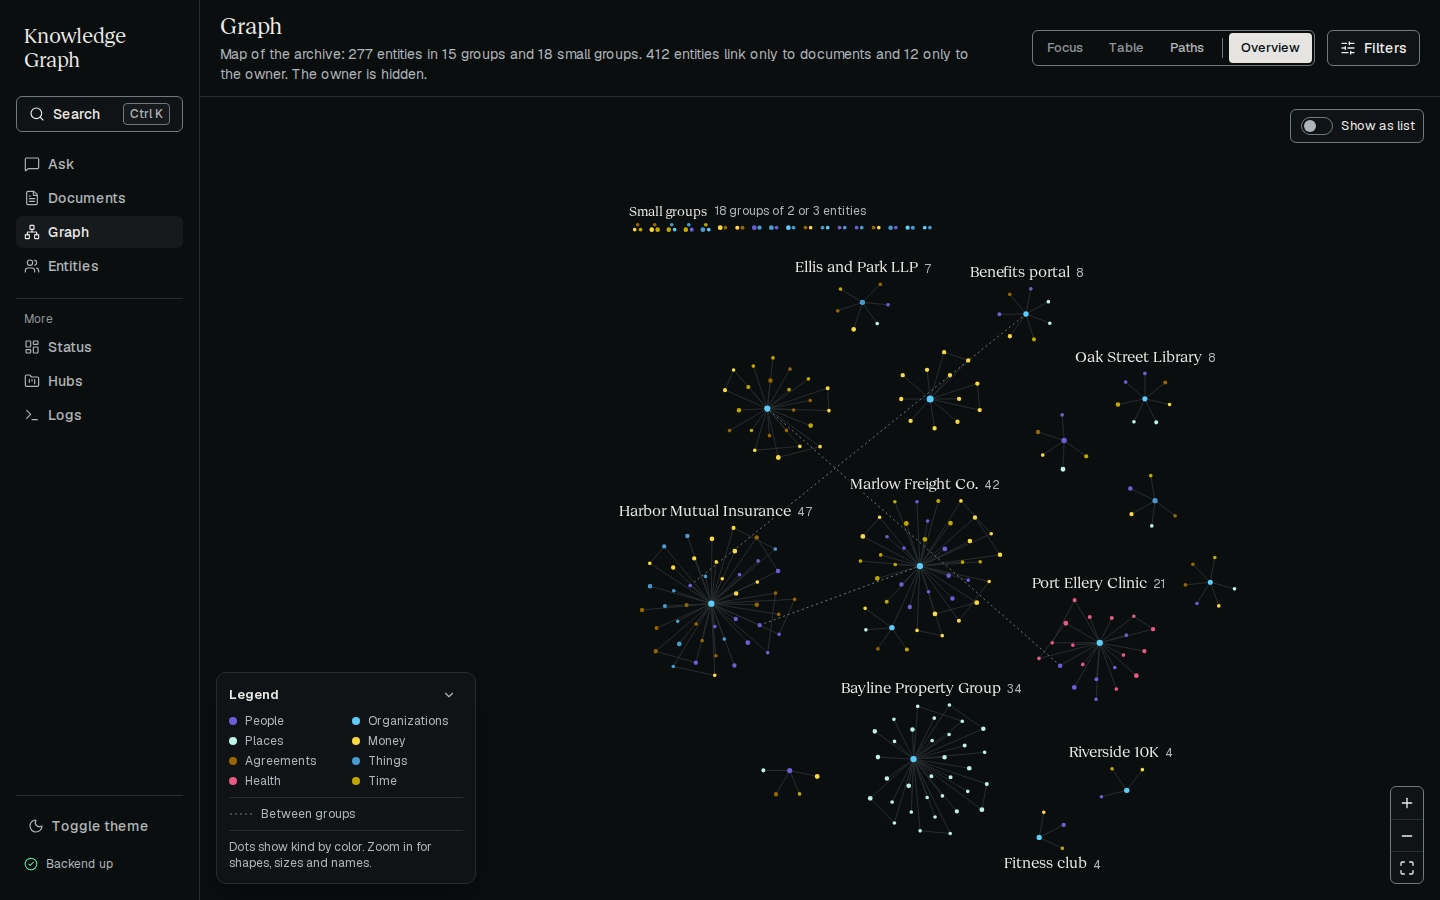 Knowledge
Graph
Search Ctrl K
Ask
Documents
Graph
Entities
More
Status
Hubs
Logs
Toggle theme
Backend up
Graph
Map of the archive: 277 entities in 15 groups and 18 small groups. 412 entities link only to documents and 12 only to
the owner. The owner is hidden.
Focus Table Paths Overview
Filters
Show as list
Small groups 18 groups of 2 or 3 entities
Ellis and Park LLP 7
Benefits portal 8
Oak Street Library 8
Marlow Freight Co. 42
Harbor Mutual Insurance 47
Port Ellery Clinic 21
Bayline Property Group 34
Riverside 10K 4
Fitness club 4
Legend
People Organizations
Places Money
Agreements Things
Health Time
Between groups
Dots show kind by color. Zoom in for
shapes, sizes and names.